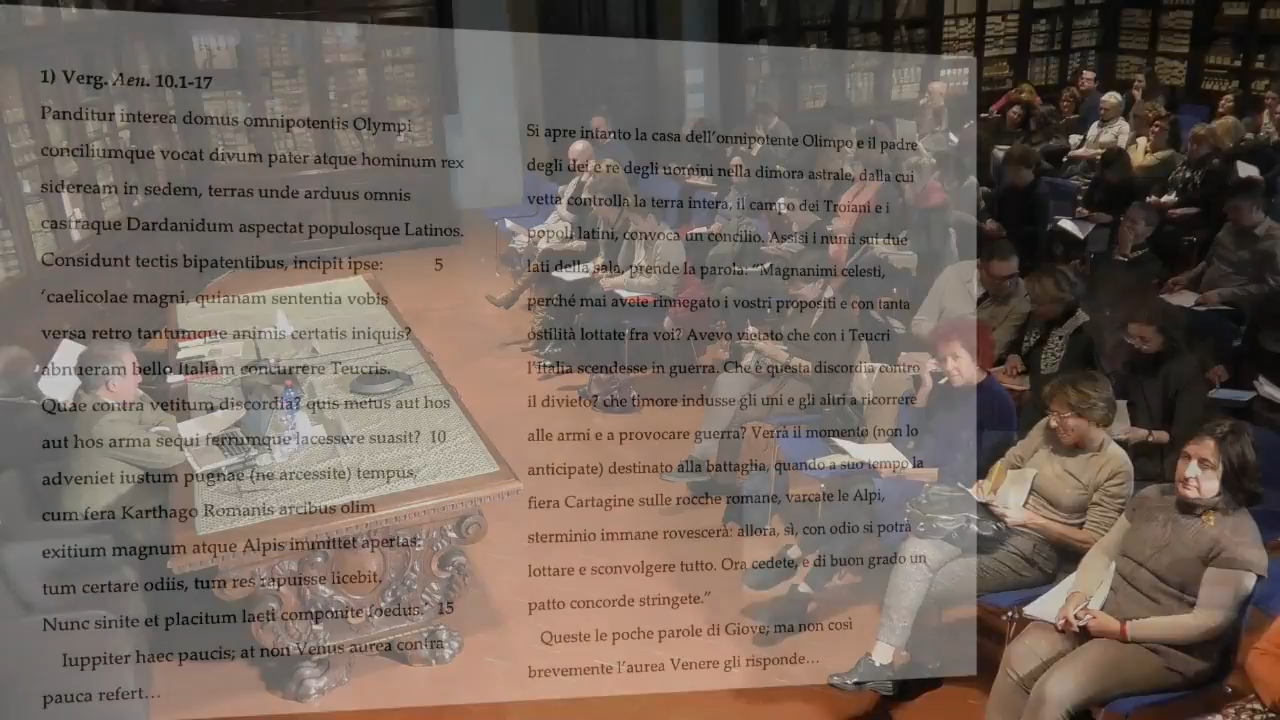 1) Verg. Aen. 10.1-17
Panditur interea domus omnipotentis Olympi
conciliumque vocat divum pater atque hominum rex
sideream in sedem, terras unde arduus omnis
castraque Dardanidum aspectat populosque Latinos.
Considunt tectis bipatentibus, incipit ipse: 5
‘caelicolae magni, quianam sententia vobis
versa retro tantumque animis certatis iniquis?
abnueram bello Italiam concurrere Teucris.
Quae contra vetitum discordia? quis metus aut hos
aut hos arma sequi ferrumque lacessere suasit? 10
adveniet iustum pugnae (ne arcessite) tempus,
cum fera Karthago Romanis arcibus olim
exitium magnum atque Alpis immittet apertas:
tum certare odiis, tum res rapuisse licebit.
Nunc sinite et placitum laeti componite foedus.’ 15
Iuppiter haec paucis; at non Venus aurea contra
pauca refert…
Si apre intanto la casa dell’onnipotente Olimpo e il padre
degli dei e re degli uomini nella dimora astrale, dalla cui
vetta controlla la terra intera, il campo dei Troiani e i
popoli latini, convoca un concilio. Assisi i numi sui due
lati della sala, prende la parola: “Magnanimi celesti,
perché mai avete rinnegato i vostri propositi e con tanta
ostilità lottate fra voi? Avevo vietato che con i Teucri
l’Italia scendesse in guerra. Che è questa discordia contro
il divieto? che timore indusse gli uni e gli altri a ricorrere
alle armi e a provocare guerra? Verrà il momento (non lo
anticipate) destinato alla battaglia, quando a suo tempo la
fiera Cartagine sulle rocche romane, varcate le Alpi,
sterminio immane rovescerà: allora, sì, con odio si potrà
lottare e sconvolgere tutto. Ora cedete, e di buon grado un
patto concorde stringete.”
Queste le poche parole di Giove; ma non così
brevemente l’aurea Venere gli risponde…